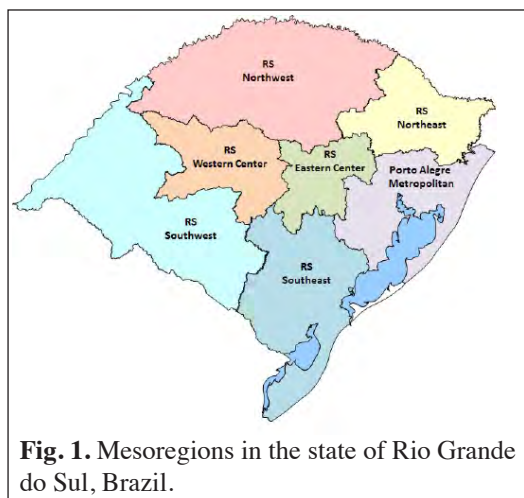 RS
Northwest
RS
Northeast
RS
Western Center
RS
Eastern Center
Porto Alegre
Metropolitan
RS
Southwest
RS
Southeast
Fig. 1. Mesoregions in the state of Rio Grande
do Sul, Brazil.